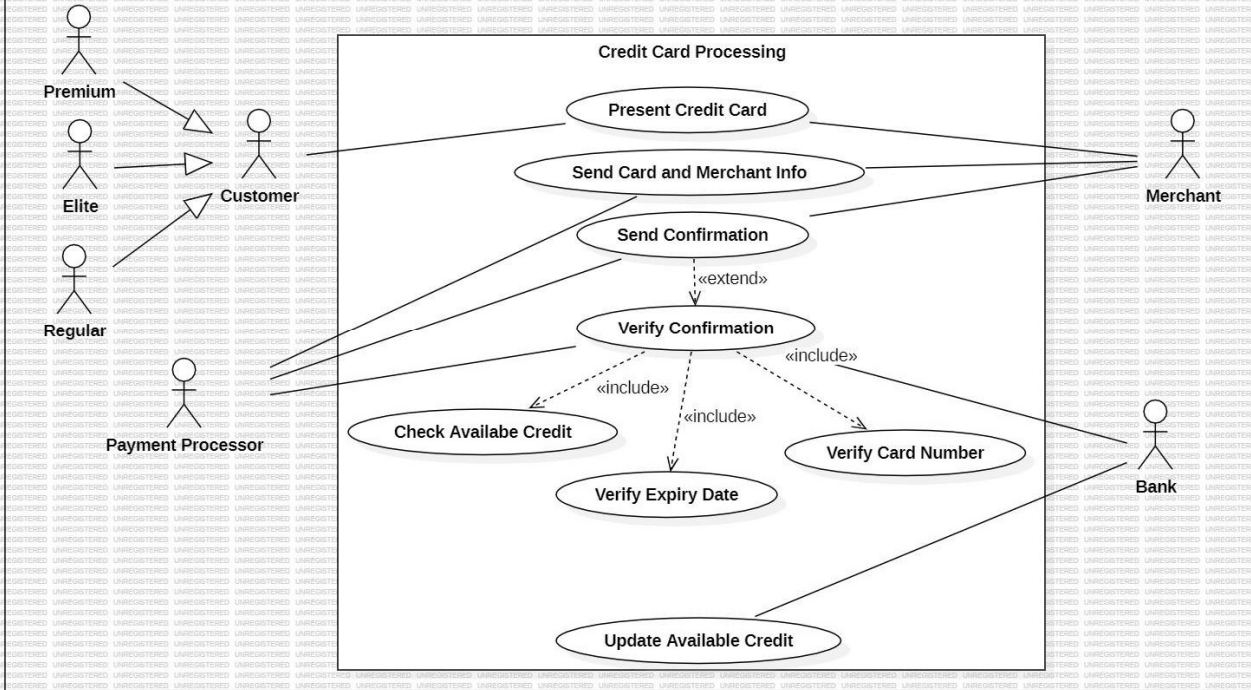 Credit Card Processing
Premium
Present Credit Card
Elite
Customer
Send Card and Merchant Info
Merchant
Send Confirmation
«extend»
Regular
Verify Confirmation
«include»
«include»
«include»
Payment Processor
Check Availabe Credit
Verify Card Number
Verify Expiry Date
Bank
Update Available Credit
UNREGISTERED